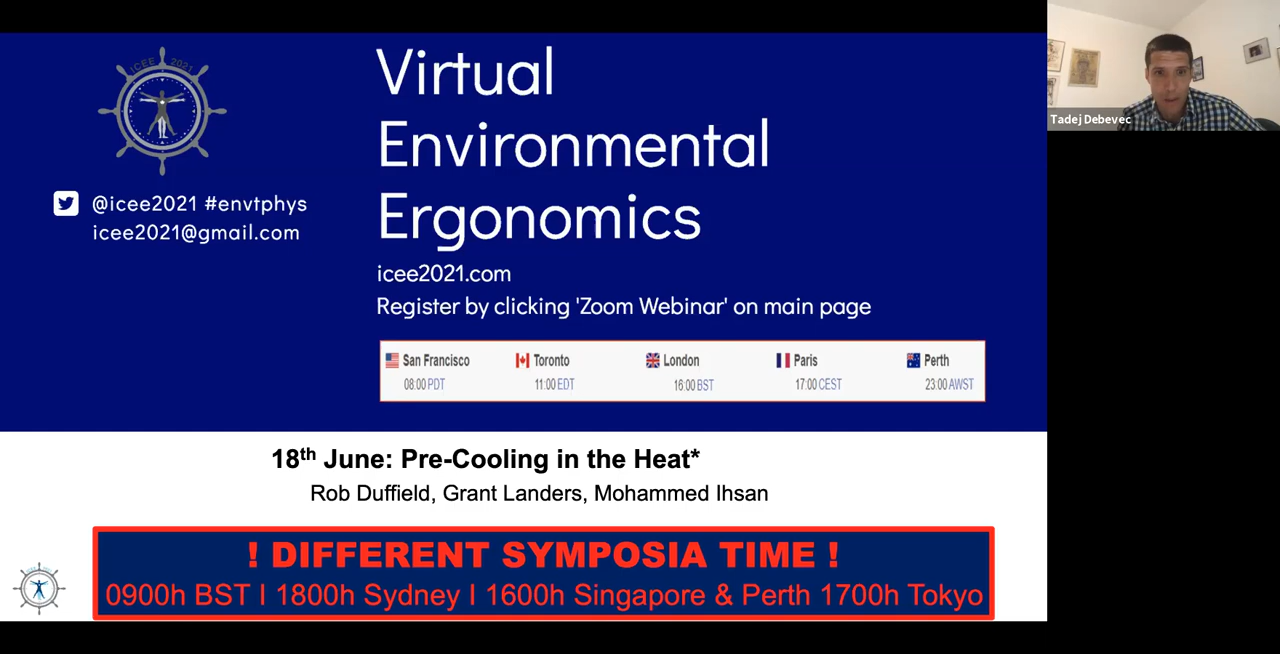 ICEE 2021
@icee2021 #envtphys
icee2021@gmail.com
Virtual
Environmental
Ergonomics
icee2021.com
Register by clicking 'Zoom Webinar' on main page
San Francisco
08:00 PDT
Toronto
11:00 EDT
London
16:00 BST
Paris
17:00 CEST
Perth
23:00 AWST
18th June: Pre-Cooling in the Heat*
Rob Duffield, Grant Landers, Mohammed Ihsan
! DIFFERENT SYMPOSIA TIME !
0900h BST I 1800h Sydney I 1600h Singapore & Perth 1700h Tokyo
Tadej Debevec